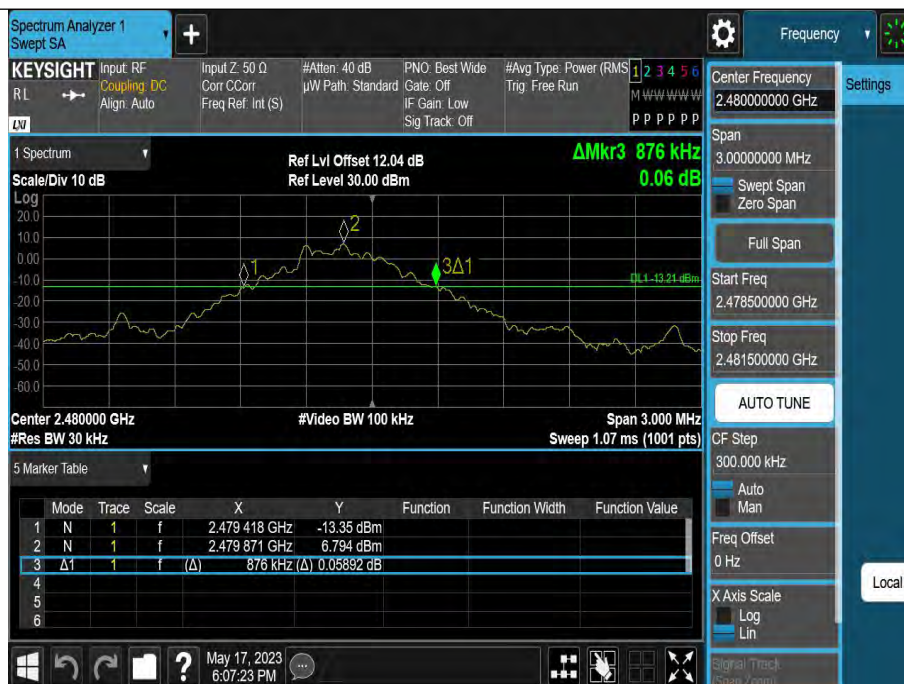 Spectrum Analyzer 1
Swept SA
+
Frequency
KEYSIGHT
RL
LXI
Input: RF
Coupling: DC
Align: Auto
Input Z: 50 Ω
Corr CCorr
Freq Ref: Int (S)
#Atten: 40 dB
µW Path: Standard
PNO: Best Wide
Gate: Off
IF Gain: Low
Sig Track: Off
#Avg Type: Power (RMS
Trig: Free Run
1 2 3 4 5 6
M W W W W W
P P P P P P
1 Spectrum
Scale/Div 10 dB
Ref Lvl Offset 12.04 dB
Ref Level 30.00 dBm
ΔMkr3 876 kHz
0.06 dB
Log
20.0
10.0
0.00
-10.0
-20.0
-30.0
-40.0
-50.0
-60.0
1
2
3Δ1
DL1 -13.21 dBm
Center 2.480000 GHz
#Video BW 100 kHz
Span 3.000 MHz
#Res BW 30 kHz
Sweep 1.07 ms (1001 pts)
5 Marker Table
Mode Trace Scale X Y Function Function Width Function Value
1 N 1 f 2.479 418 GHz -13.35 dBm
2 N 1 f 2.479 871 GHz 6.794 dBm
3 Δ1 1 f (Δ) 876 kHz (Δ) 0.05892 dB
4
5
6
?
May 17, 2023
6:07:23 PM
Center Frequency
2.480000000 GHz
Span
3.00000000 MHz
Swept Span
Zero Span
Full Span
Start Freq
2.478500000 GHz
Stop Freq
2.481500000 GHz
AUTO TUNE
CF Step
300.000 kHz
Auto
Man
Freq Offset
0 Hz
X Axis Scale
Log
Lin
Signal Track
(Span Zoom)
Settings
Local